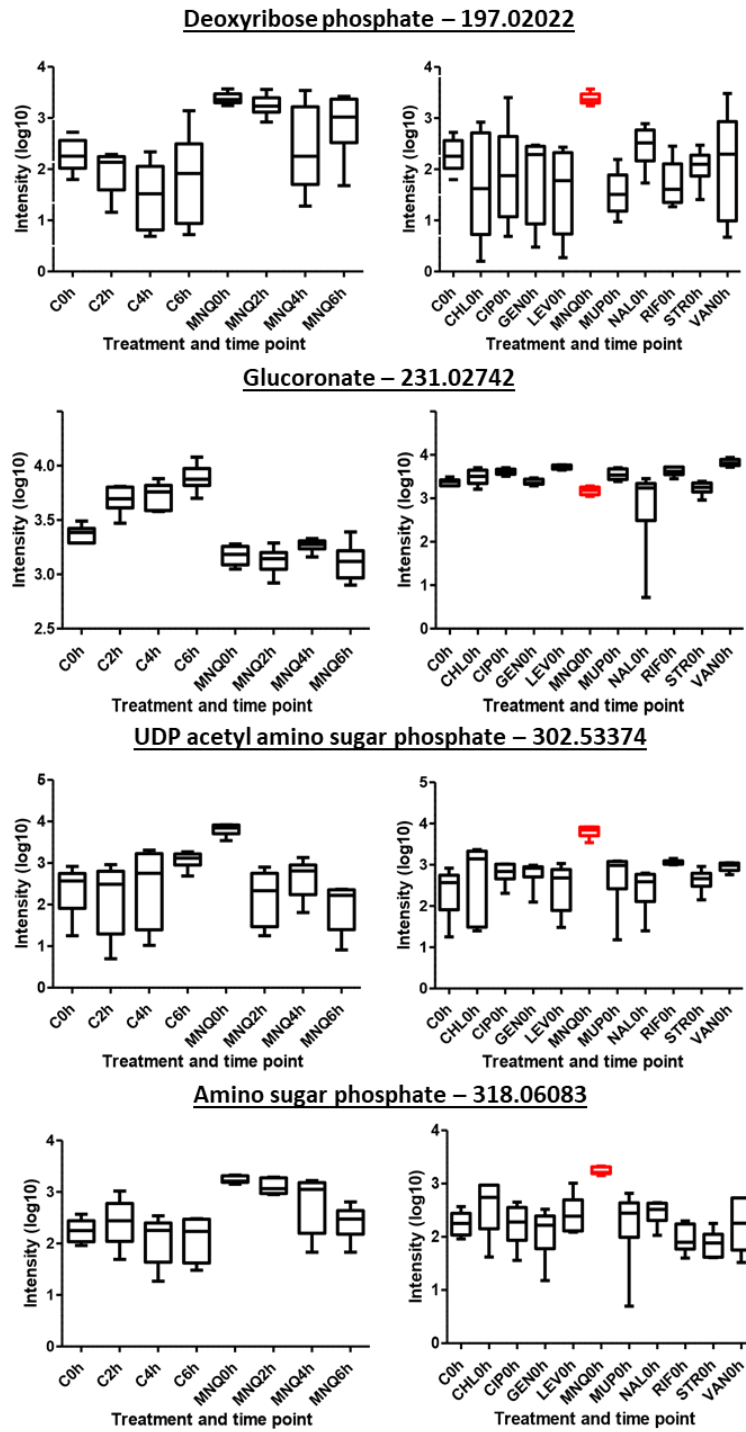 Deoxyribose phosphate – 197.02022
Intensity (log10)
4
3
2
1
0
C0h
C2h
C4h
C6h
MNQ0h
MNQ2h
MNQ4h
MNQ6h
Treatment and time point
Intensity (log10)
4
3
2
1
0
C0h
CHL0h
CIP0h
GEN0h
LEV0h
MNQ0h
MUP0h
NAL0h
RIF0h
STR0h
VAN0h
Treatment and time point
Glucoronate – 231.02742
Intensity (log10)
4.0
3.5
3.0
2.5
C0h
C2h
C4h
C6h
MNQ0h
MNQ2h
MNQ4h
MNQ6h
Treatment and time point
Intensity (log10)
5
4
3
2
1
0
C0h
CHL0h
CIP0h
GEN0h
LEV0h
MNQ0h
MUP0h
NAL0h
RIF0h
STR0h
VAN0h
Treatment and time point
UDP acetyl amino sugar phosphate – 302.53374
Intensity (log10)
5
4
3
2
1
0
C0h
C2h
C4h
C6h
MNQ0h
MNQ2h
MNQ4h
MNQ6h
Treatment and time point
Intensity (log10)
5
4
3
2
1
0
C0h
CHL0h
CIP0h
GEN0h
LEV0h
MNQ0h
MUP0h
NAL0h
RIF0h
STR0h
VAN0h
Treatment and time point
Amino sugar phosphate – 318.06083
Intensity (log10)
4
3
2
1
0
C0h
C2h
C4h
C6h
MNQ0h
MNQ2h
MNQ4h
MNQ6h
Treatment and time point
Intensity (log10)
4
3
2
1
0
C0h
CHL0h
CIP0h
GEN0h
LEV0h
MNQ0h
MUP0h
NAL0h
RIF0h
STR0h
VAN0h
Treatment and time point